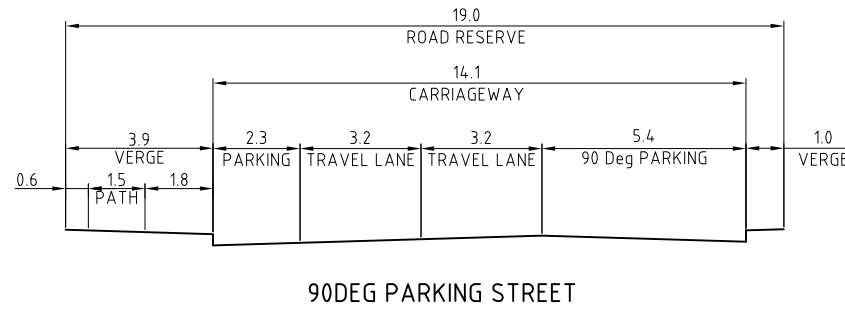 19.0
ROAD RESERVE
14.1
CARRIAGEWAY
3.9 2.3 3.2 3.2 5.4 1.0
VERGE PARKING TRAVEL LANE TRAVEL LANE 90 Deg PARKING VERGE
0.6 1.5 1.8
PATH
90DEG PARKING STREET